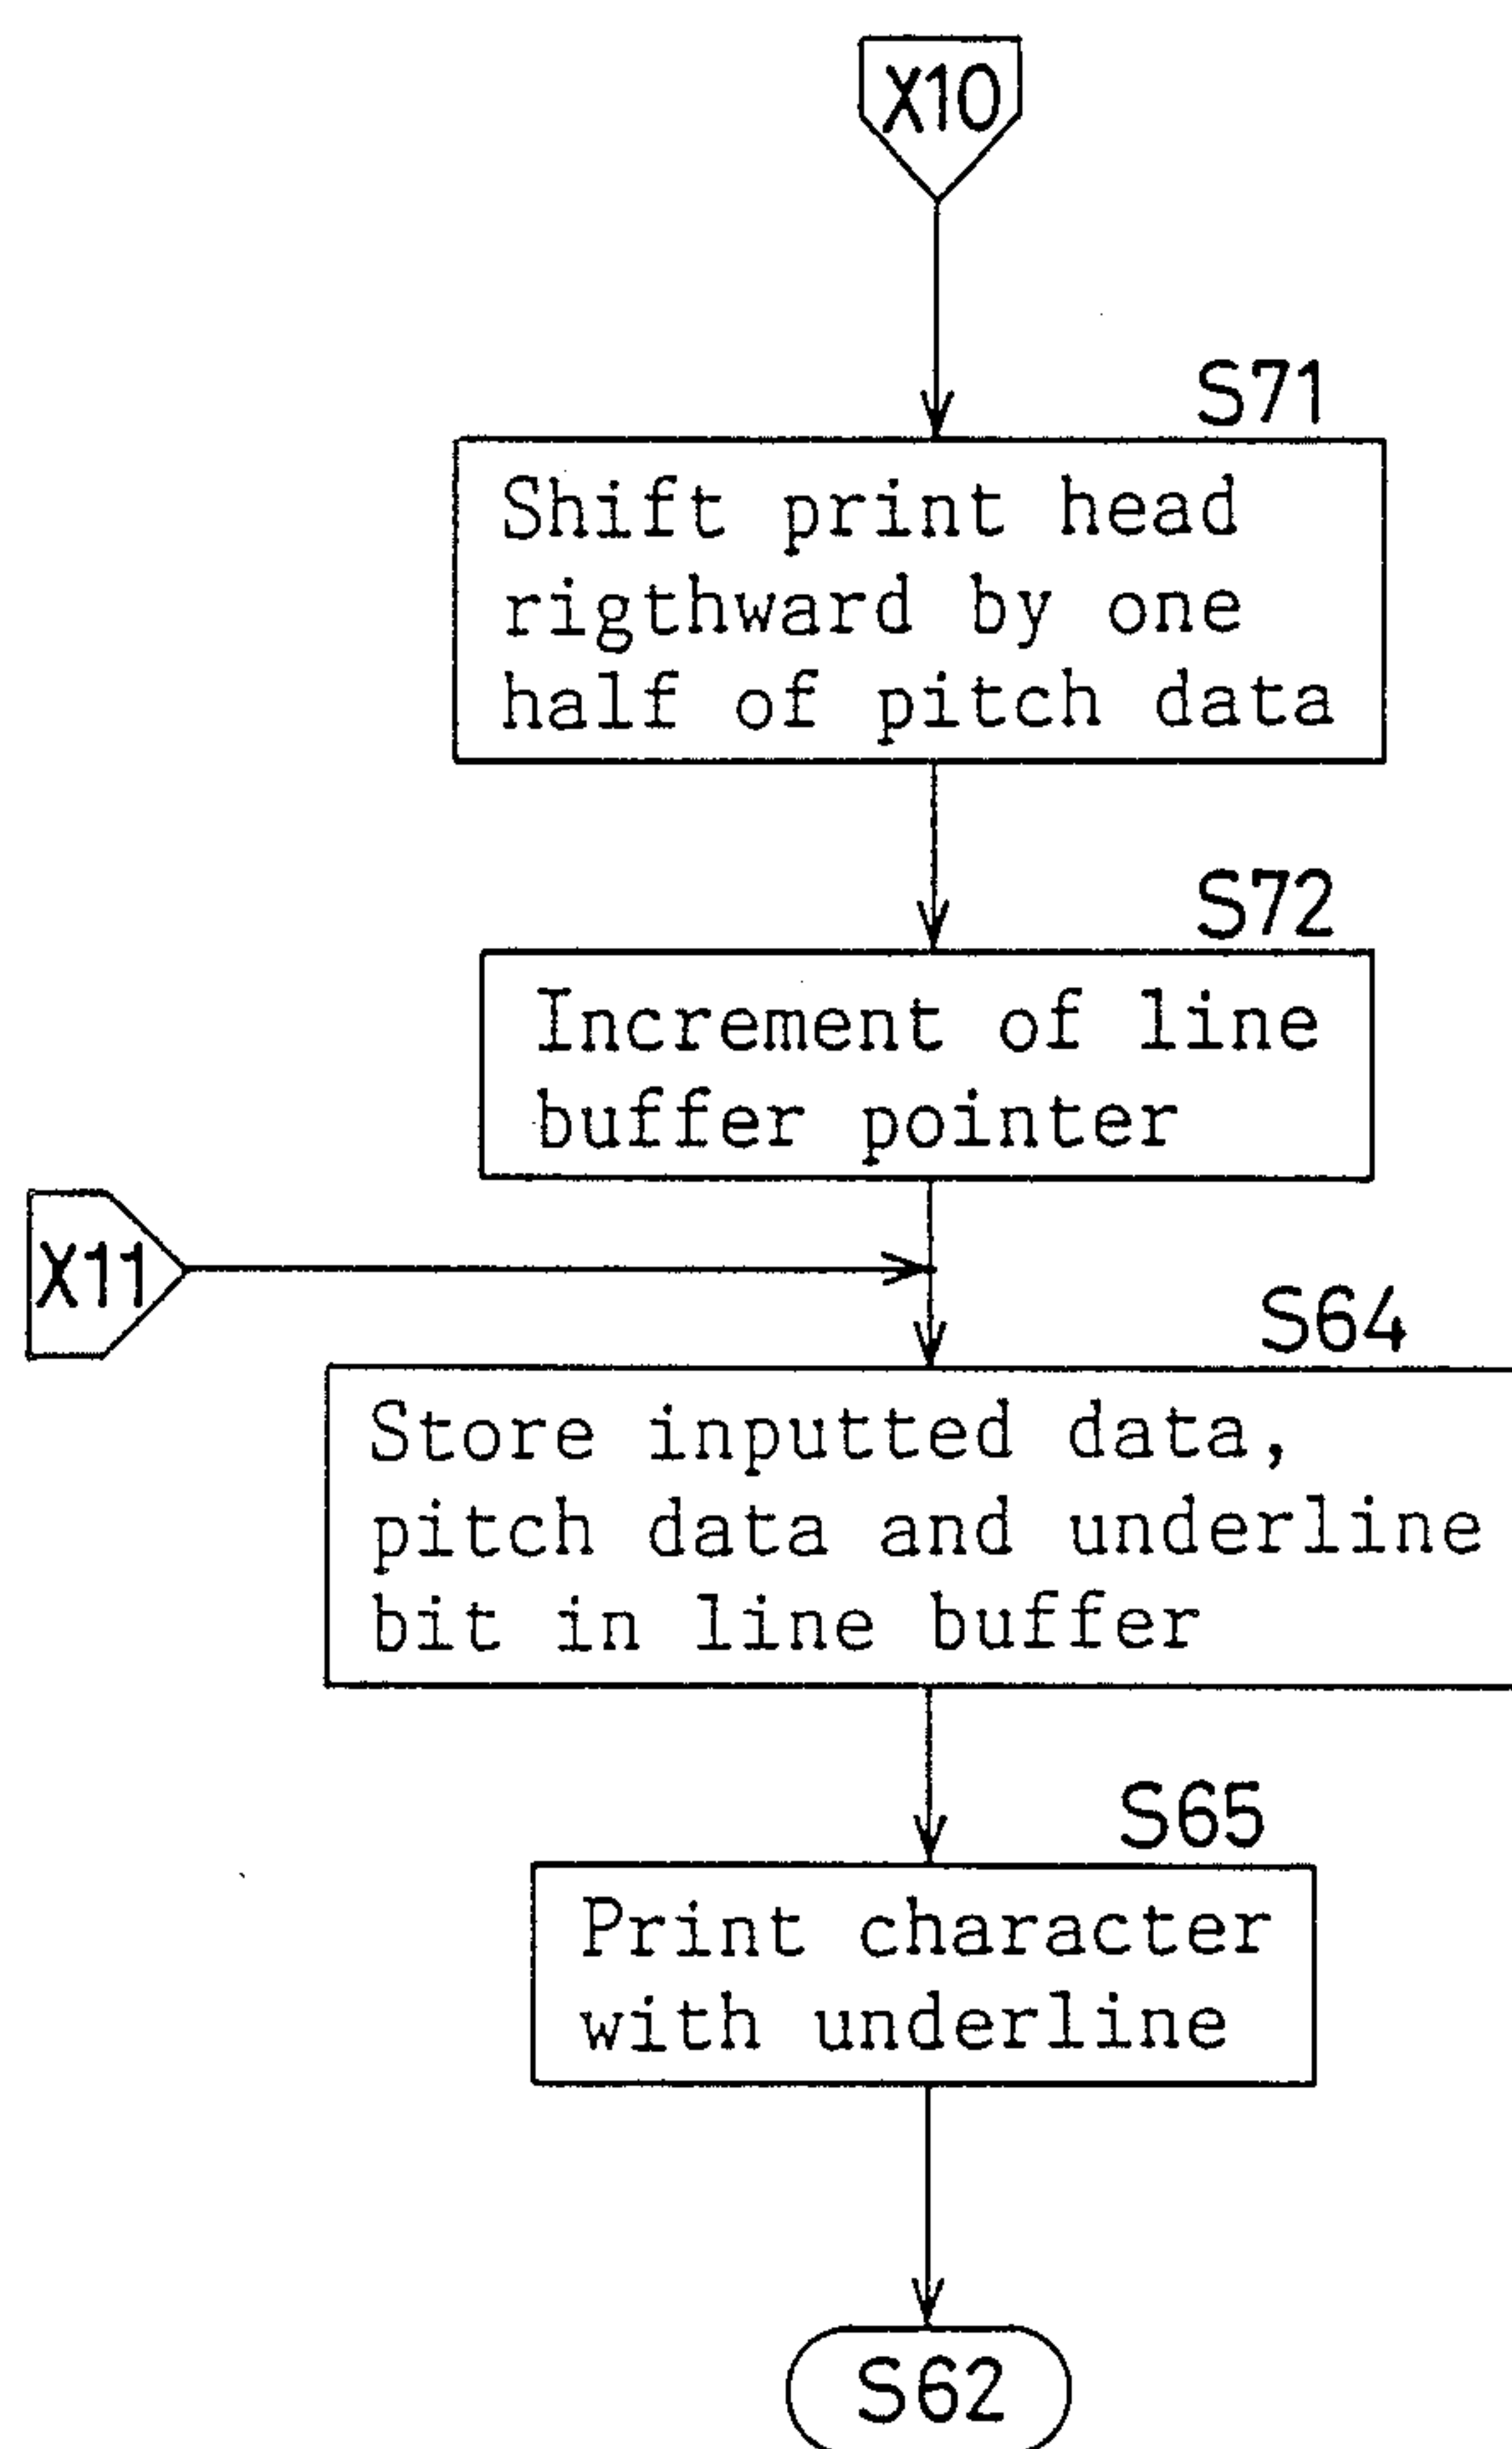 X10
S71
Shift print head
rigthward by one
half of pitch data
S72
Increment of line
buffer pointer
X11
S64
Store inputted data,
pitch data and underline
bit in line buffer
S65
Print character
with underline
S62